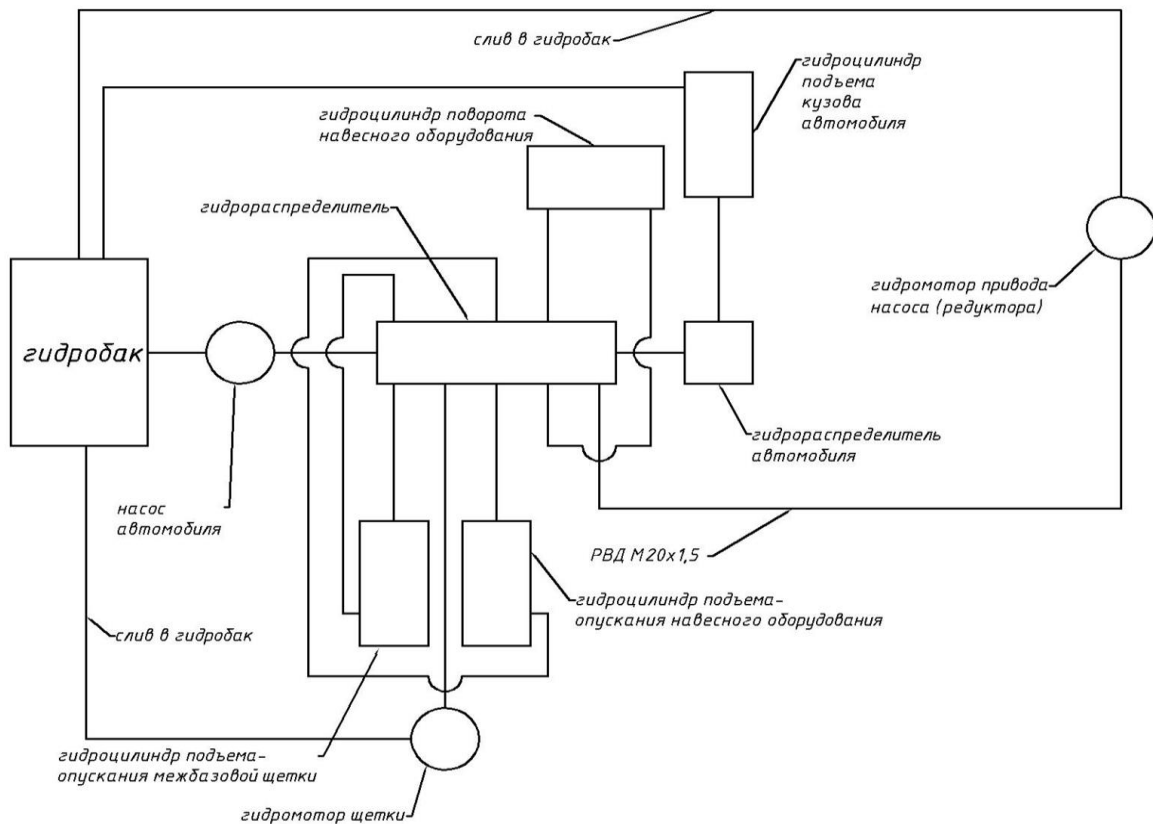 слив в гидробак
гидроцилиндр
подъема
кузова
автомобиля
гидроцилиндр поворота
навесного оборудования
гидрораспределитель
гидромотор привода
насоса (редуктора)
гидробак
гидрораспределитель
автомобиля
насос
автомобиля
РВД М20х1,5
гидроцилиндр подъема-
опускания навесного оборудования
слив в гидробак
гидроцилиндр подъема-
опускания межбазовой щетки
гидромотор щетки